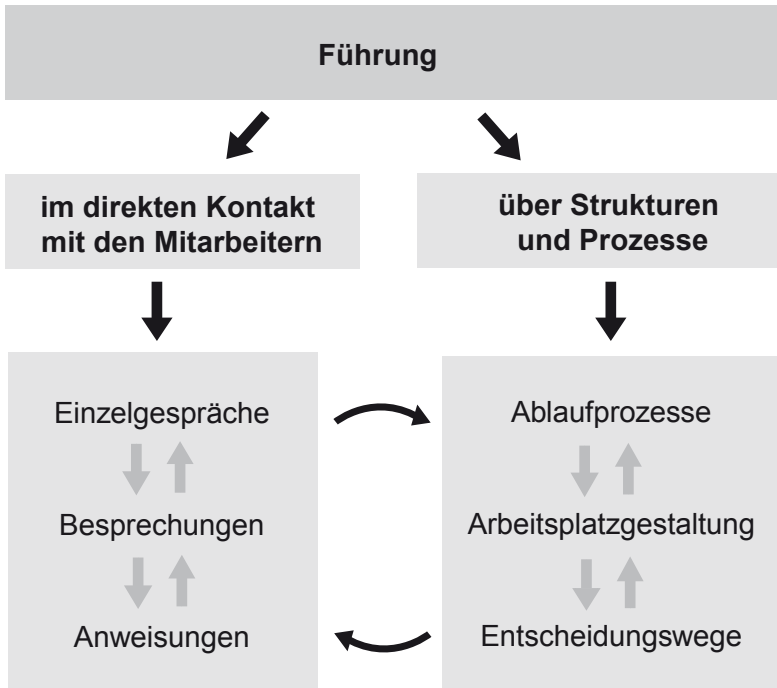 Führung
im direkten Kontakt
mit den Mitarbeitern
über Strukturen
und Prozesse
Einzelgespräche
Besprechungen
Anweisungen
Ablaufprozesse
Arbeitsplatzgestaltung
Entscheidungswege